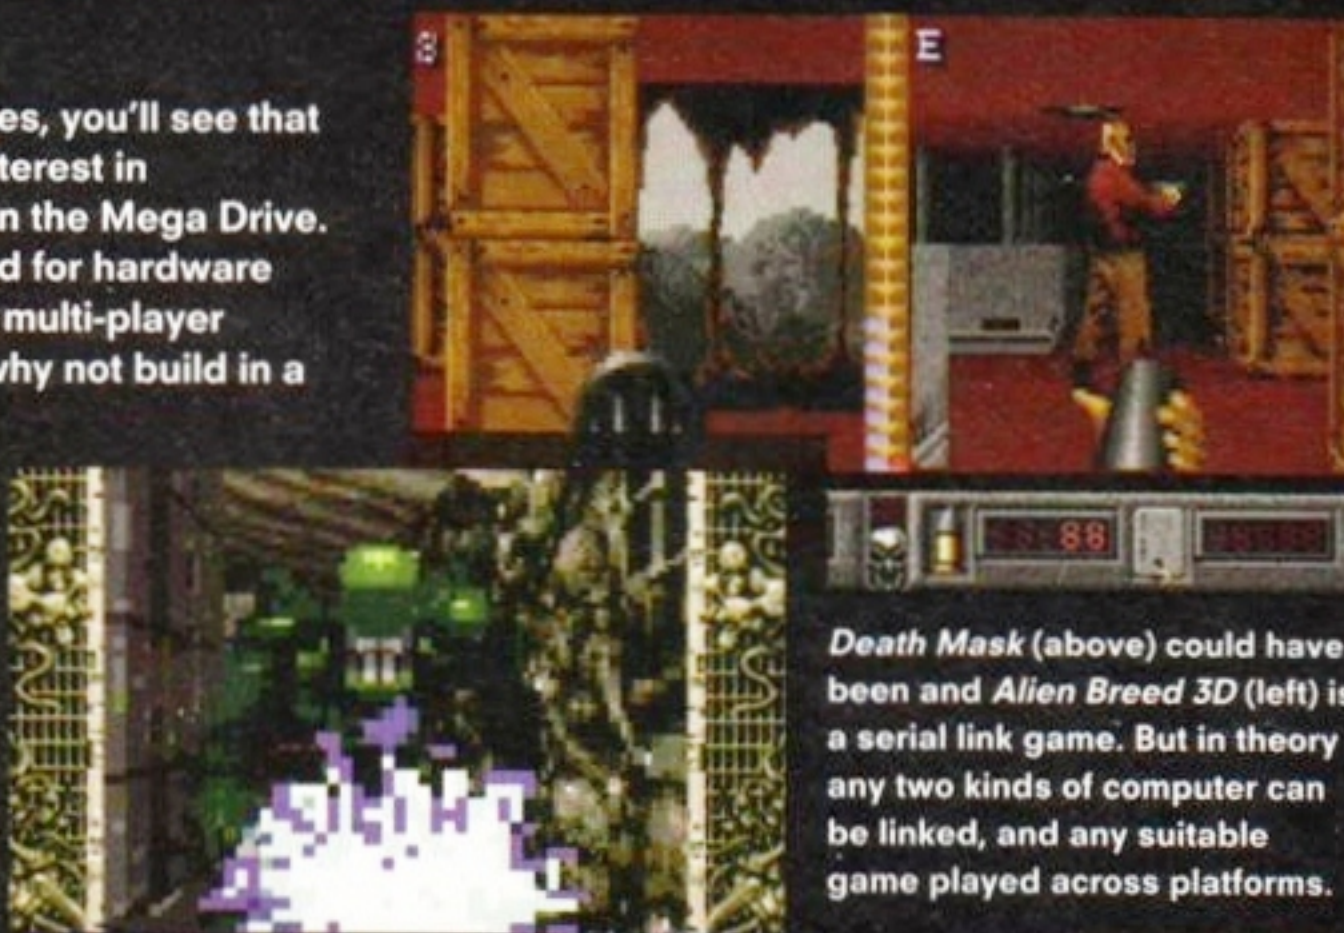 es, you'll see that
terest in
n the Mega Drive.
d for hardware
multi-player
why not build in a
E
88
Death Mask (above) could have
been and Alien Breed 3D (left) i
a serial link game. But in theory
any two kinds of computer can
be linked, and any suitable
game played across platforms.